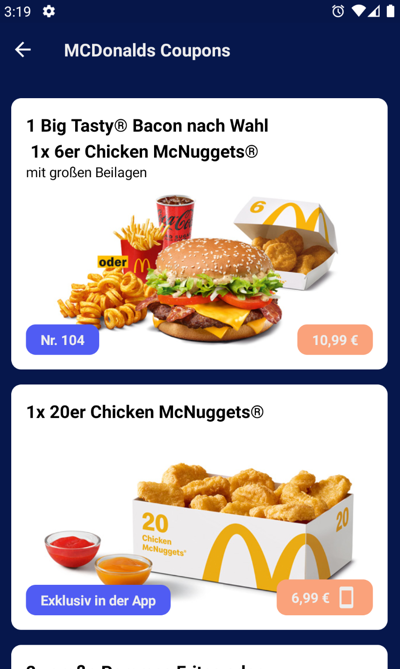 3:19
MCDonalds Coupons
1 Big Tasty® Bacon nach Wahl
1x 6er Chicken McNuggets®
mit großen Beilagen
6
oder
Nr. 104
10,99 €
1x 20er Chicken McNuggets®
20
Chicken
McNuggets®
20
Exklusiv in der App
6,99 €